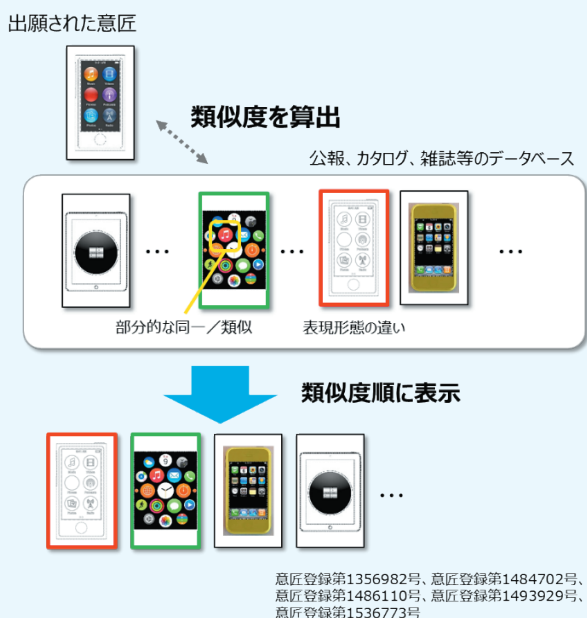 出願された意匠
類似度を算出
公報、カタログ、雑誌等のデータベース
… … …
部分的な同一／類似 表現形態の違い
類似度順に表示
…
意匠登録第1356982号、意匠登録第1484702号、
意匠登録第1486110号、意匠登録第1493929号、
意匠登録第1536773号